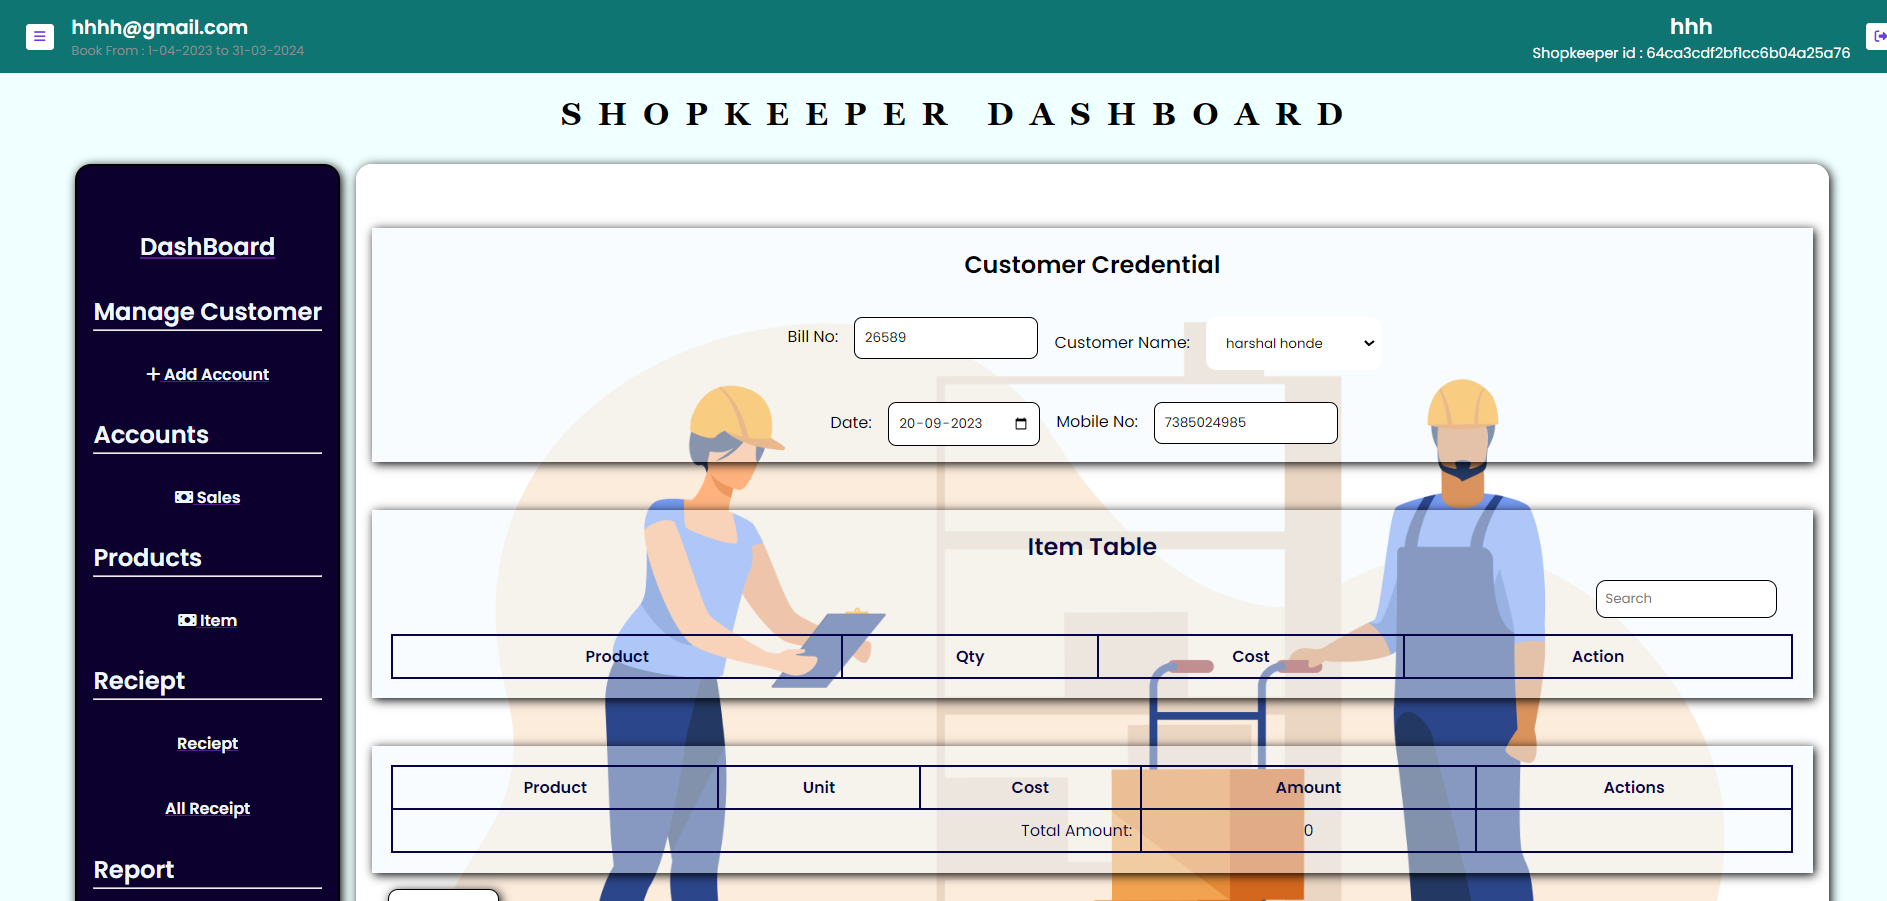 hhhh@gmail.com
Book From : 1-04-2023 to 31-03-2024
hhh
Shopkeeper id : 64ca3cdf2bf1cc6b04a25a76
SHOPKEEPER DASHBOARD
DashBoard
Manage Customer
Add Account
Accounts
Sales
Products
Item
Reciept
Reciept
All Receipt
Report
Customer Credential
Bill No: 26589 Customer Name: harshal honde
Date: 20-09-2023 Mobile No: 7385024985
Item Table
Search
Product Qty Cost Action
Product Unit Cost Amount Actions
Total Amount: 0